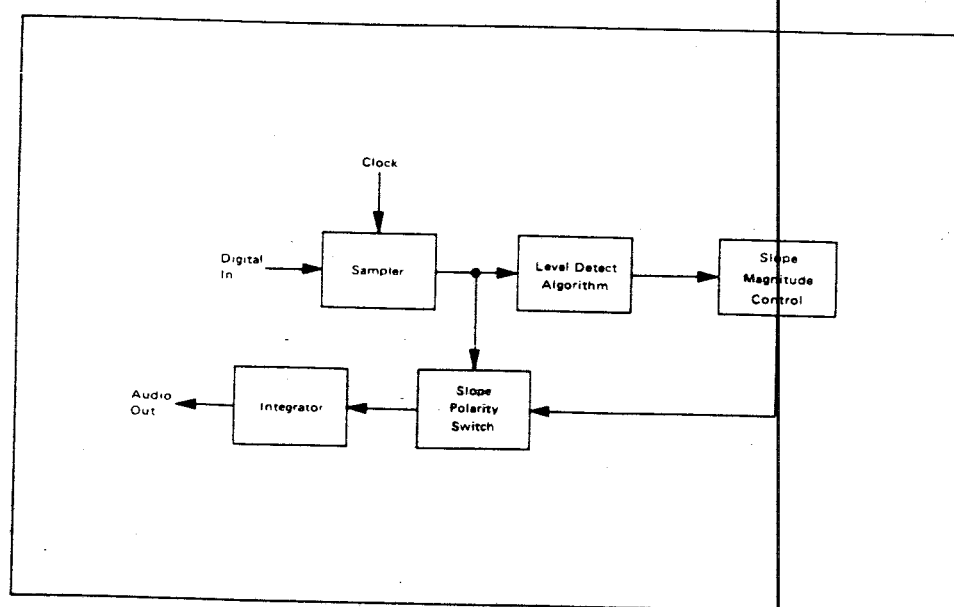 Clock
Digital
In
Sampler
Level Detect
Algorithm
Slope
Magnitude
Control
Audio
Out
Integrator
Slope
Polarity
Switch